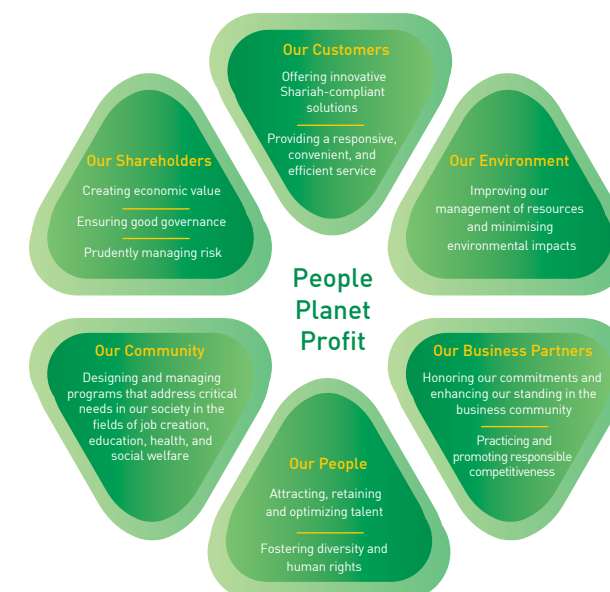 Our Customers
Offering innovative
Shariah-compliant
solutions
Providing a responsive,
convenient, and
efficient service
Our Shareholders
Creating economic value
Ensuring good governance
Prudently managing risk
Our Environment
Improving our
management of resources
and minimising
environmental impacts
People
Planet
Profit
Our Community
Designing and managing
programs that address critical
needs in our society in the
fields of job creation,
education, health, and
social welfare
Our Business Partners
Honoring our commitments and
enhancing our standing in the
business community
Practicing and
promoting responsible
competitiveness
Our People
Attracting, retaining
and optimizing talent
Fostering diversity and
human rights